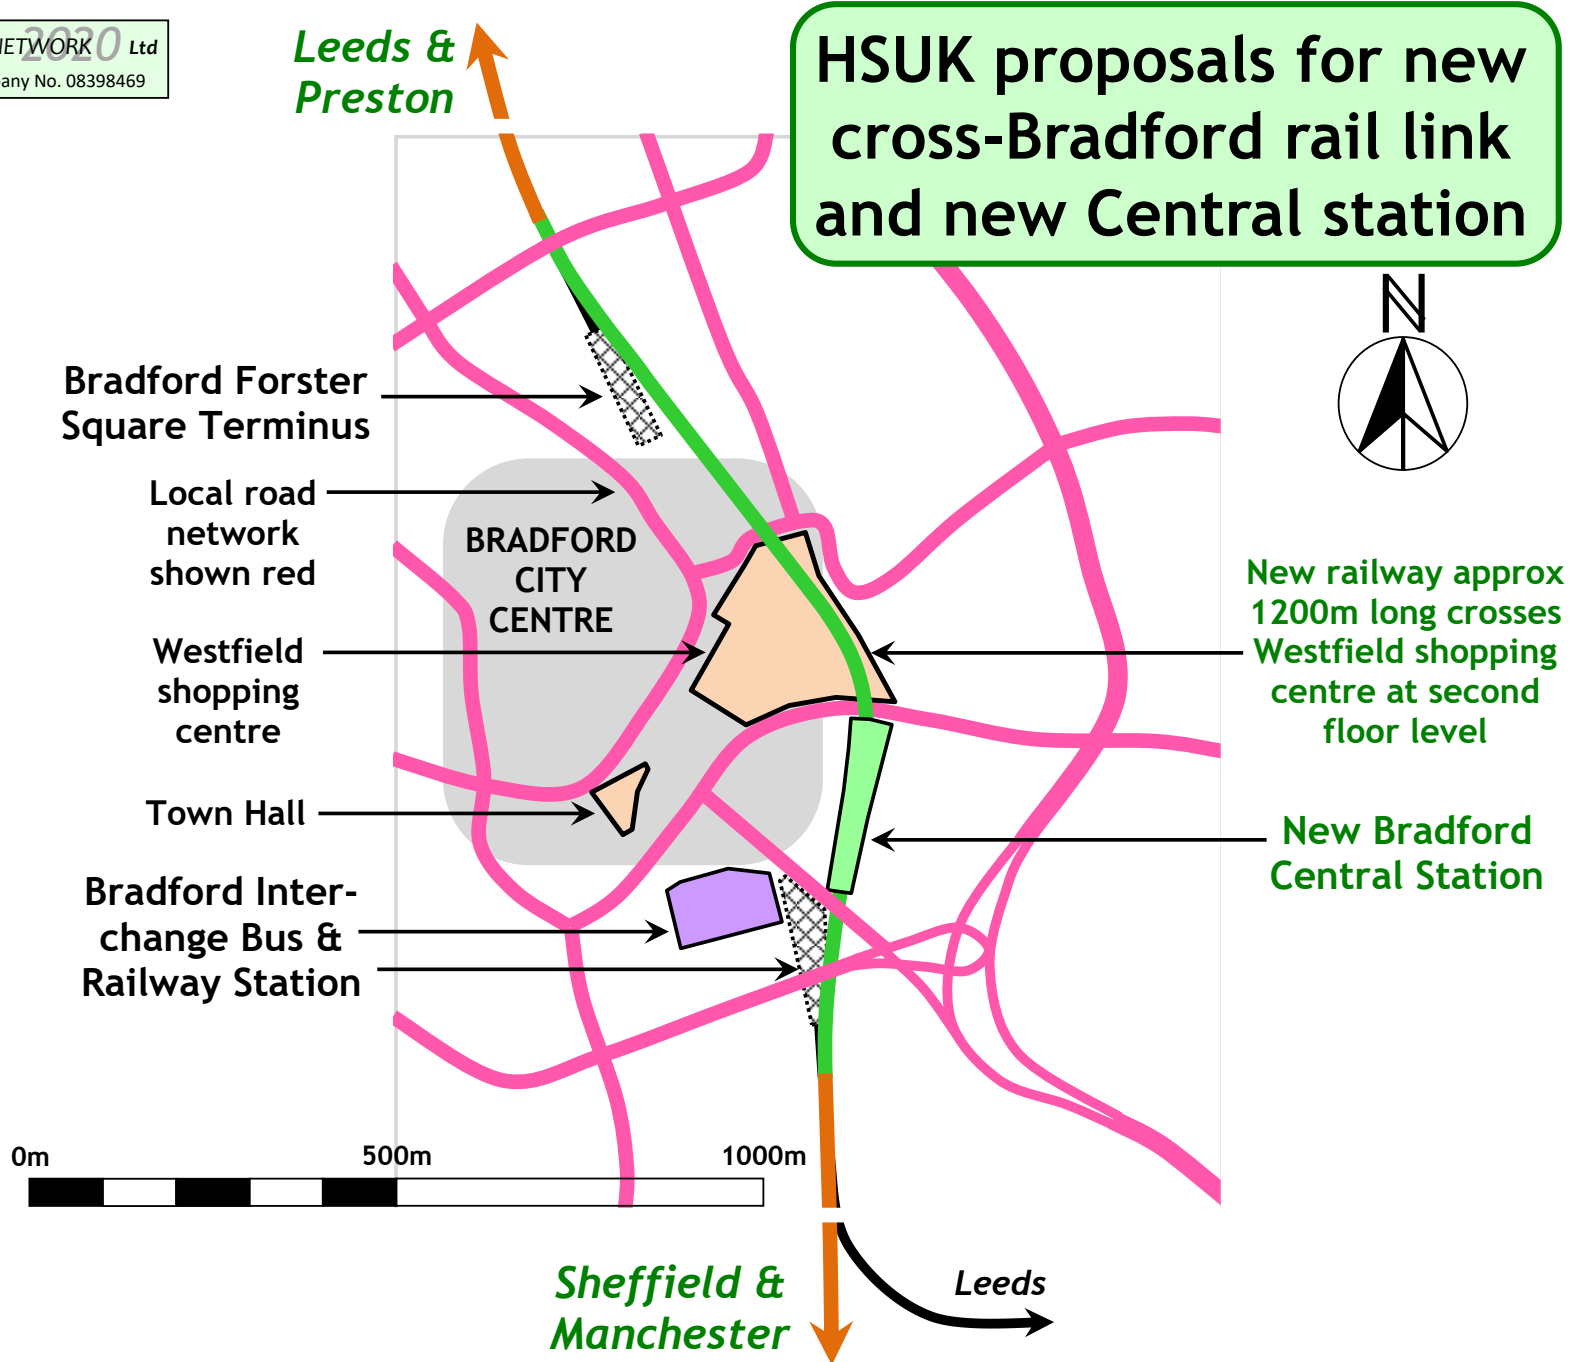 2020
NETWORK Ltd
any No. 08398469
Leeds &
Preston
HSUK proposals for new
cross-Bradford rail link
and new Central station
N
Bradford Forster
Square Terminus
Local road
network
shown red
BRADFORD
CITY
CENTRE
Westfield
shopping
centre
New railway approx
1200m long crosses
Westfield shopping
centre at second
floor level
Town Hall
New Bradford
Central Station
Bradford Inter-
change Bus &
Railway Station
0m 500m 1000m
Sheffield &
Manchester
Leeds